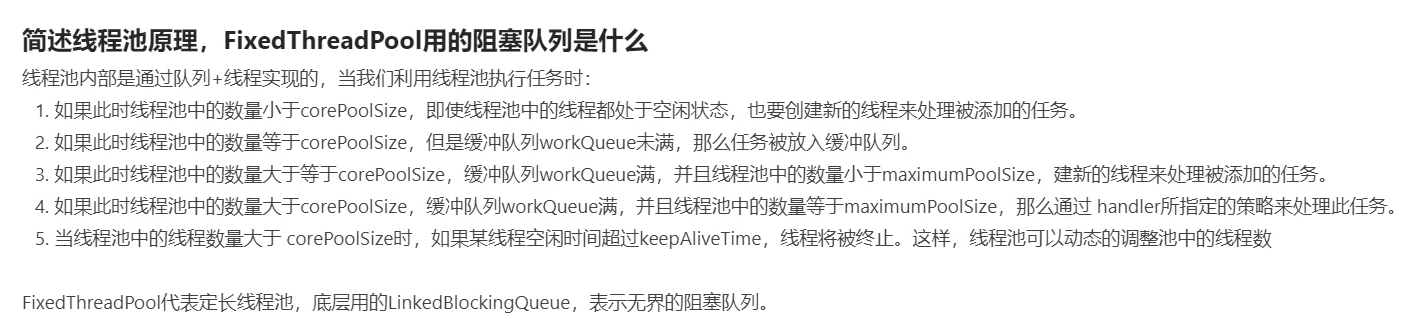 简述线程池原理，FixedThreadPool用的阻塞队列是什么
线程池内部是通过队列+线程实现的，当我们利用线程池执行任务时：
1. 如果此时线程池中的数量小于corePoolSize，即使线程池中的线程都处于空闲状态，也要创建新的线程来处理被添加的任务。
2. 如果此时线程池中的数量等于corePoolSize，但是缓冲队列workQueue未满，那么任务被放入缓冲队列。
3. 如果此时线程池中的数量大于等于corePoolSize，缓冲队列workQueue满，并且线程池中的数量小于maximumPoolSize，建新的线程来处理被添加的任务。
4. 如果此时线程池中的数量大于corePoolSize，缓冲队列workQueue满，并且线程池中的数量等于maximumPoolSize，那么通过 handler所指定的策略来处理此任务。
5. 当线程池中的线程数量大于 corePoolSize时，如果某线程空闲时间超过keepAliveTime，线程将被终止。这样，线程池可以动态的调整池中的线程数
FixedThreadPool代表定长线程池，底层用的LinkedBlockingQueue，表示无界的阻塞队列。